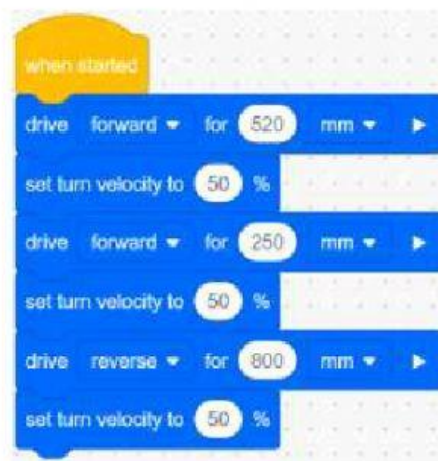 when started
drive forward for 520 mm
set turn velocity to 50 %
drive forward for 250 mm
set turn velocity to 50 %
drive reverse for 800 mm
set turn velocity to 50 %